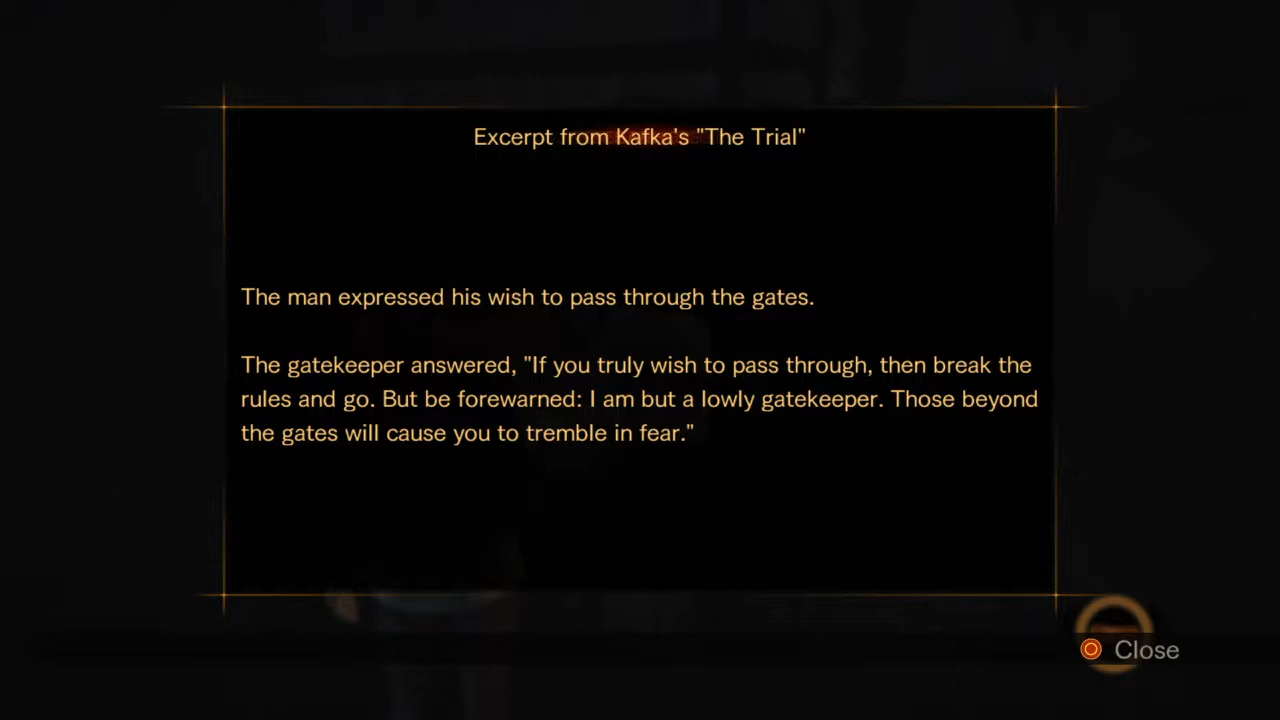 Excerpt from Kafka's "The Trial"
The man expressed his wish to pass through the gates.
The gatekeeper answered, "If you truly wish to pass through, then break the
rules and go. But be forewarned: I am but a lowly gatekeeper. Those beyond
the gates will cause you to tremble in fear."
Close